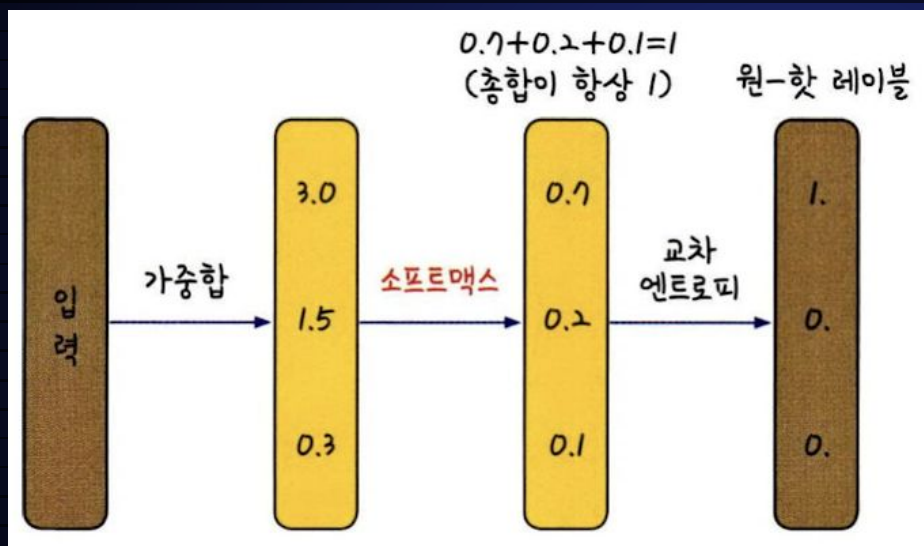 0.7+0.2+0.1=1
(총합이 항상 1)
원-핫 레이블
입력
가중합
3.0
1.5
0.3
소프트맥스
0.7
0.2
0.1
교차
엔트로피
1.
0.
0.